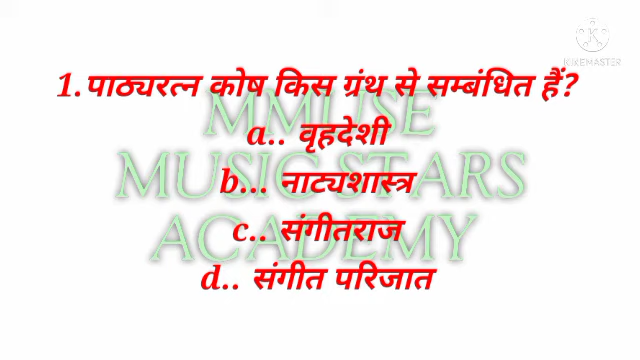 KINEMASTER
1.पाठ्यरत्न कोष किस ग्रंथ से सम्बंधित हैं?
MMUSE
a.. वृहदेशी
MUSIC STARS
b... नाट्यशास्त्र
ACADEMY
c.. संगीतराज
d.. संगीत परिजात